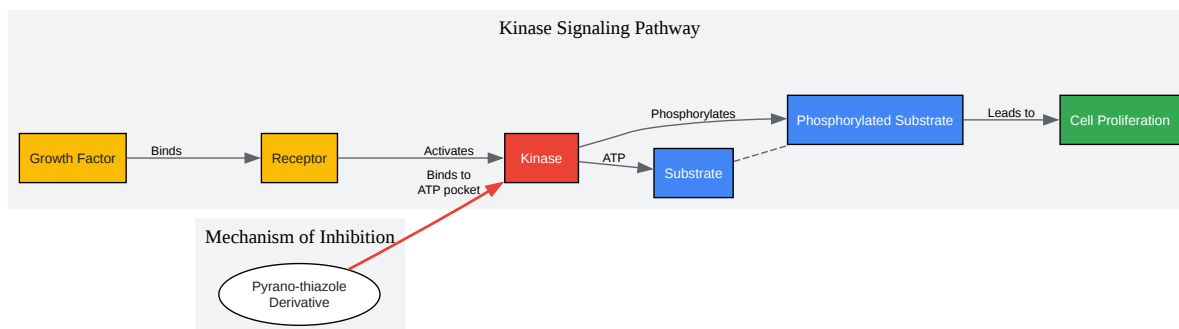 Kinase Signaling Pathway
Growth Factor
Binds
Receptor
Activates
Kinase
Phosphorylates
ATP
Substrate
Phosphorylated Substrate
Leads to
Cell Proliferation
Binds to
ATP pocket
Mechanism of Inhibition
Pyrano-thiazole
Derivative